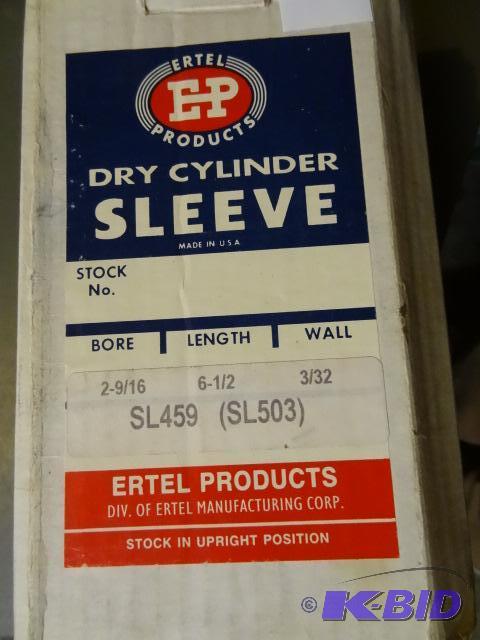 ERTEL
E-P
PRODUCTS
DRY CYLINDER
SLEEVE
MADE IN U S A
STOCK
No.
BORE LENGTH WALL
2-9/16 6-1/2 3/32
SL459 (SL503)
ERTEL PRODUCTS
DIV. OF ERTEL MANUFACTURING CORP.
STOCK IN UPRIGHT POSITION
© K-BID